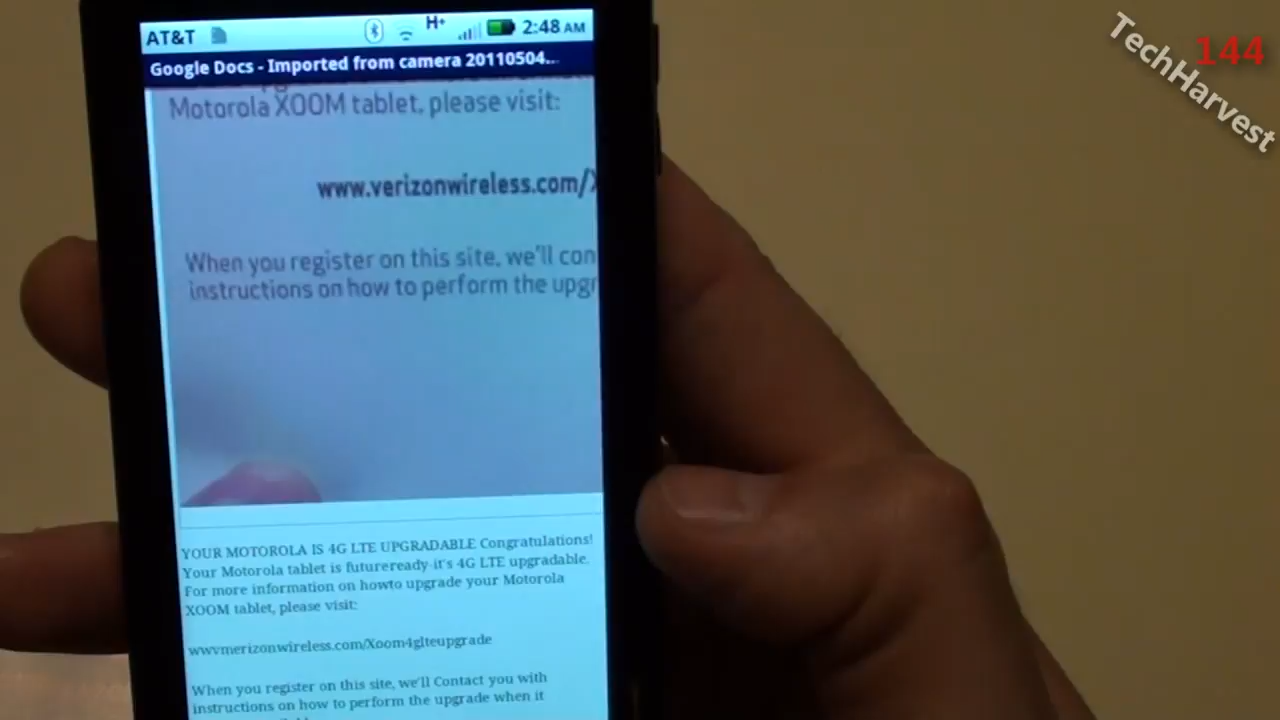 AT&T H+ 2:48 AM
Google Docs - Imported from camera 20110504...
Motorola XOOM tablet, please visit:
www.verizonwireless.com/X
When you register on this site, we'll con
instructions on how to perform the upgr
YOUR MOTOROLA IS 4G LTE UPGRADABLE Congratulations!
Your Motorola tablet is futureready-it's 4G LTE upgradable.
For more information on howto upgrade your Motorola
XOOM tablet, please visit:
wwvmerizonwireless.com/Xoom4glteupgrade
When you register on this site, we'll Contact you with
instructions on how to perform the upgrade when it
TechHarvest
144